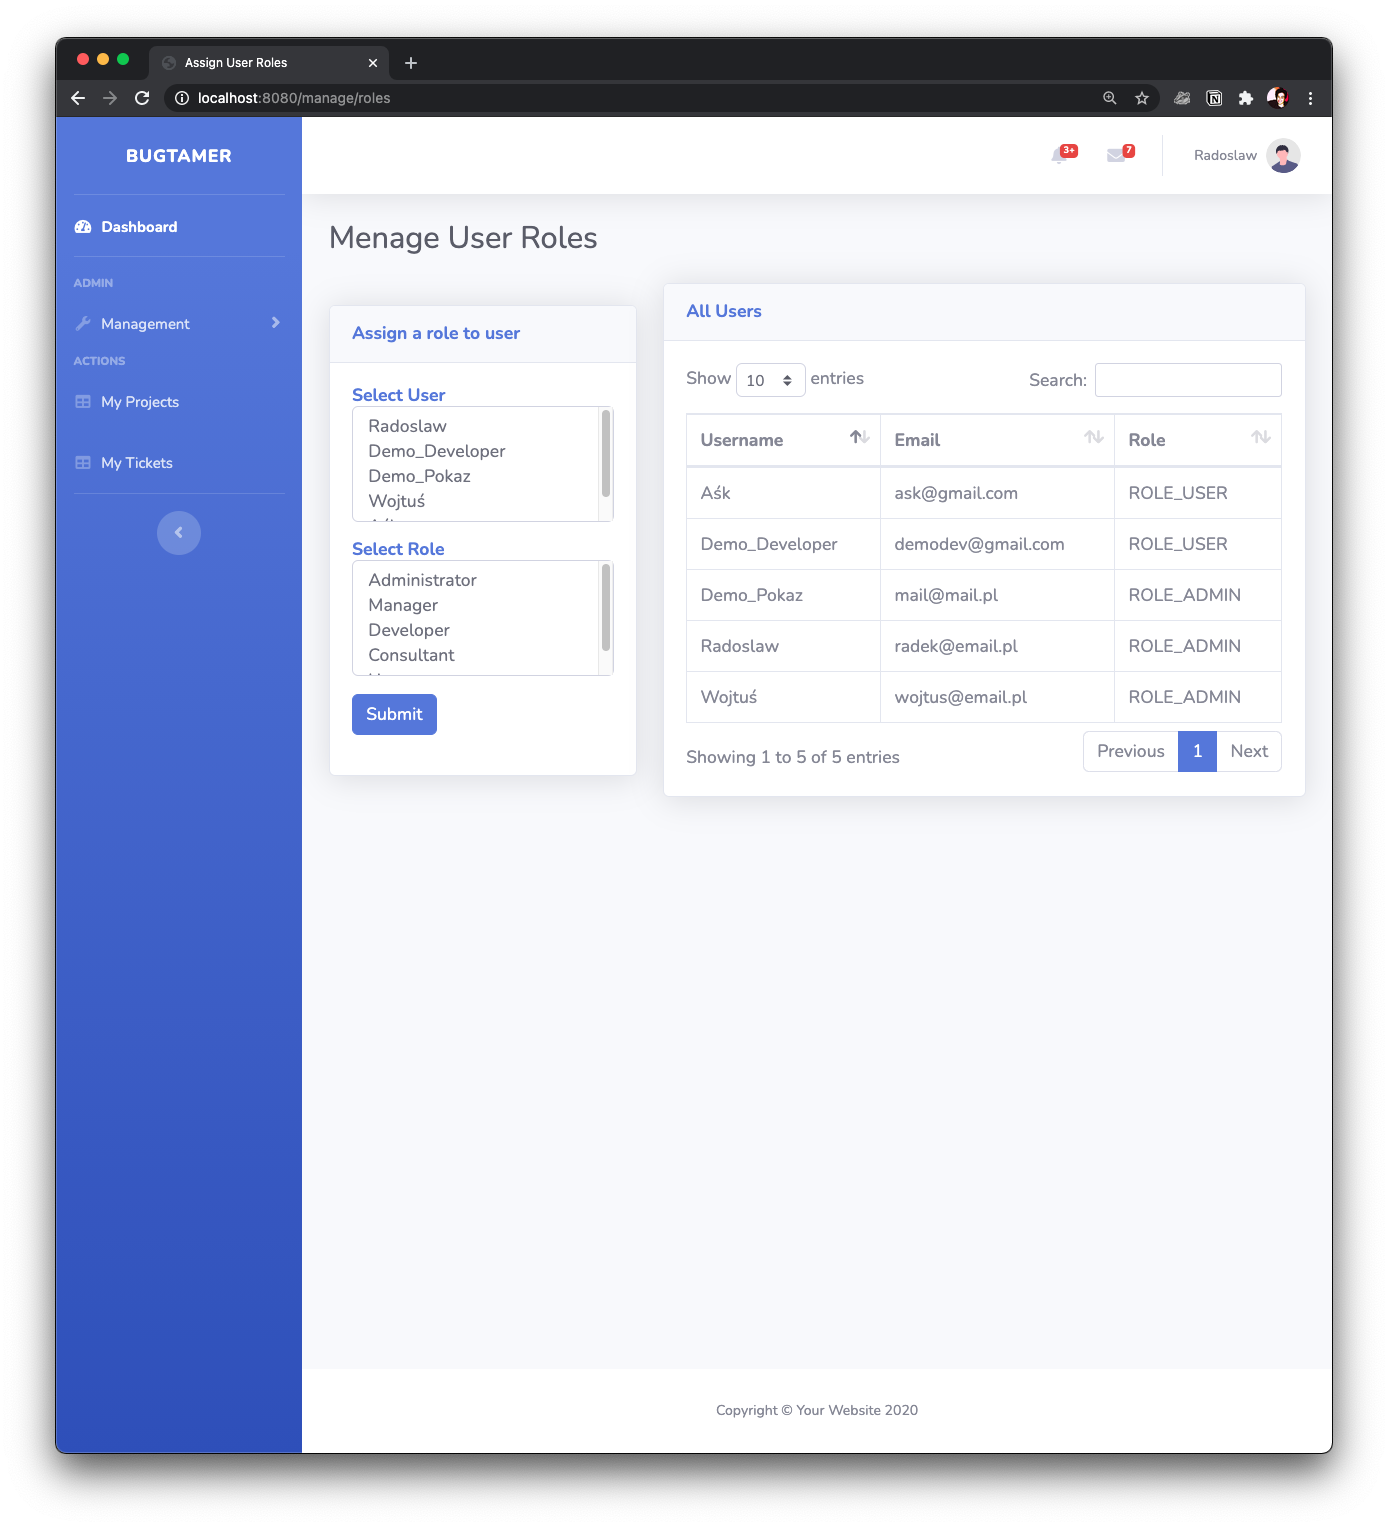 Assign User Roles
localhost:8080/manage/roles
BUGTAMER
3+
7
Radoslaw
Dashboard
ADMIN
Management
ACTIONS
My Projects
My Tickets
Menage User Roles
Assign a role to user
Select User
Radoslaw
Demo_Developer
Demo_Pokaz
Wojtuś
Select Role
Administrator
Manager
Developer
Consultant
Submit
All Users
Show 10 entries
Search:
Username Email Role
Aśk ask@gmail.com ROLE_USER
Demo_Developer demodev@gmail.com ROLE_USER
Demo_Pokaz mail@mail.pl ROLE_ADMIN
Radoslaw radek@email.pl ROLE_ADMIN
Wojtuś wojtus@email.pl ROLE_ADMIN
Showing 1 to 5 of 5 entries
Previous 1 Next
Copyright © Your Website 2020